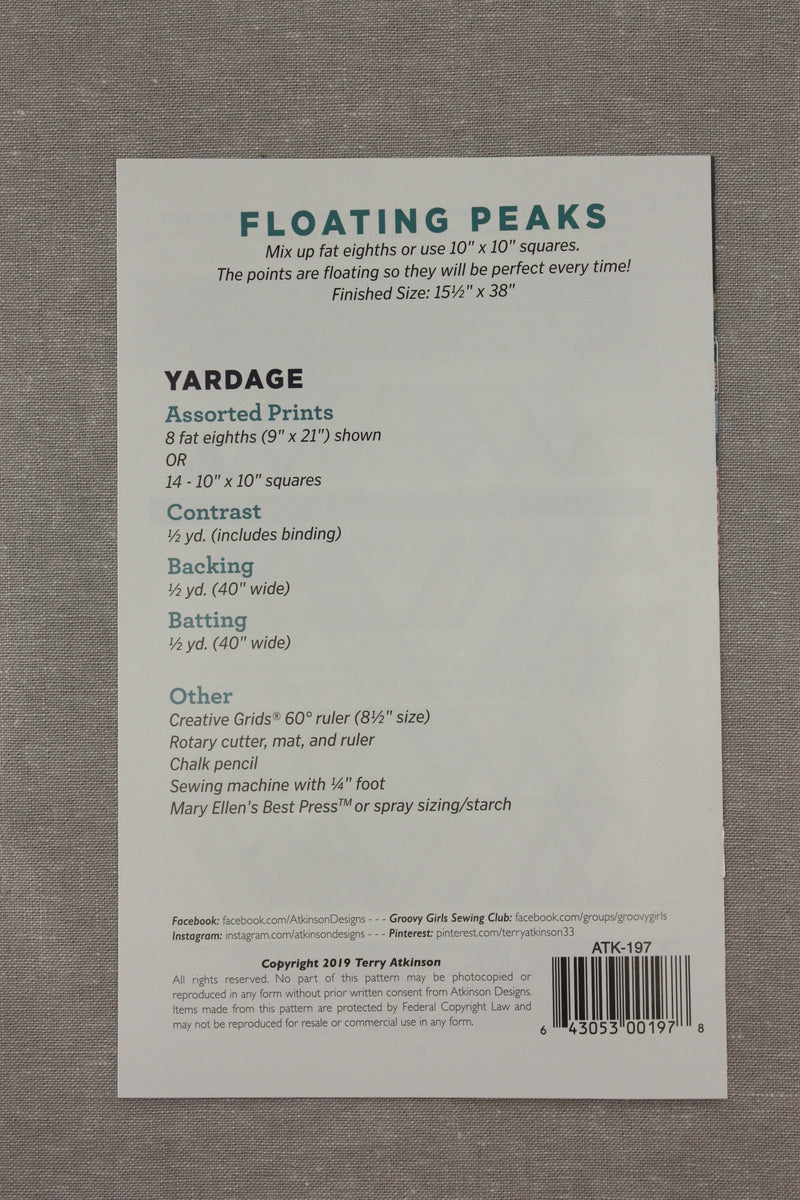 FLOATING PEAKS
Mix up fat eighths or use 10" x 10" squares.
The points are floating so they will be perfect every time!
Finished Size: 15½" x 38"
YARDAGE
Assorted Prints
8 fat eighths (9" x 21") shown
OR
14 - 10" x 10" squares
Contrast
½ yd. (includes binding)
Backing
½ yd. (40" wide)
Batting
½ yd. (40" wide)
Other
Creative Grids® 60° ruler (8½" size)
Rotary cutter, mat, and ruler
Chalk pencil
Sewing machine with ¼" foot
Mary Ellen's Best Press™ or spray sizing/starch
Facebook: facebook.com/AtkinsonDesigns - - - Groovy Girls Sewing Club: facebook.com/groups/groovygirls
Instagram: instagram.com/atkinsondesigns - - - Pinterest: pinterest.com/terryatkinson33
Copyright 2019 Terry Atkinson
All rights reserved. No part of this pattern may be photocopied or
reproduced in any form without prior written consent from Atkinson Designs.
Items made from this pattern are protected by Federal Copyright Law and
may not be reproduced for resale or commercial use in any form.
ATK-197
6 43053 00197 8